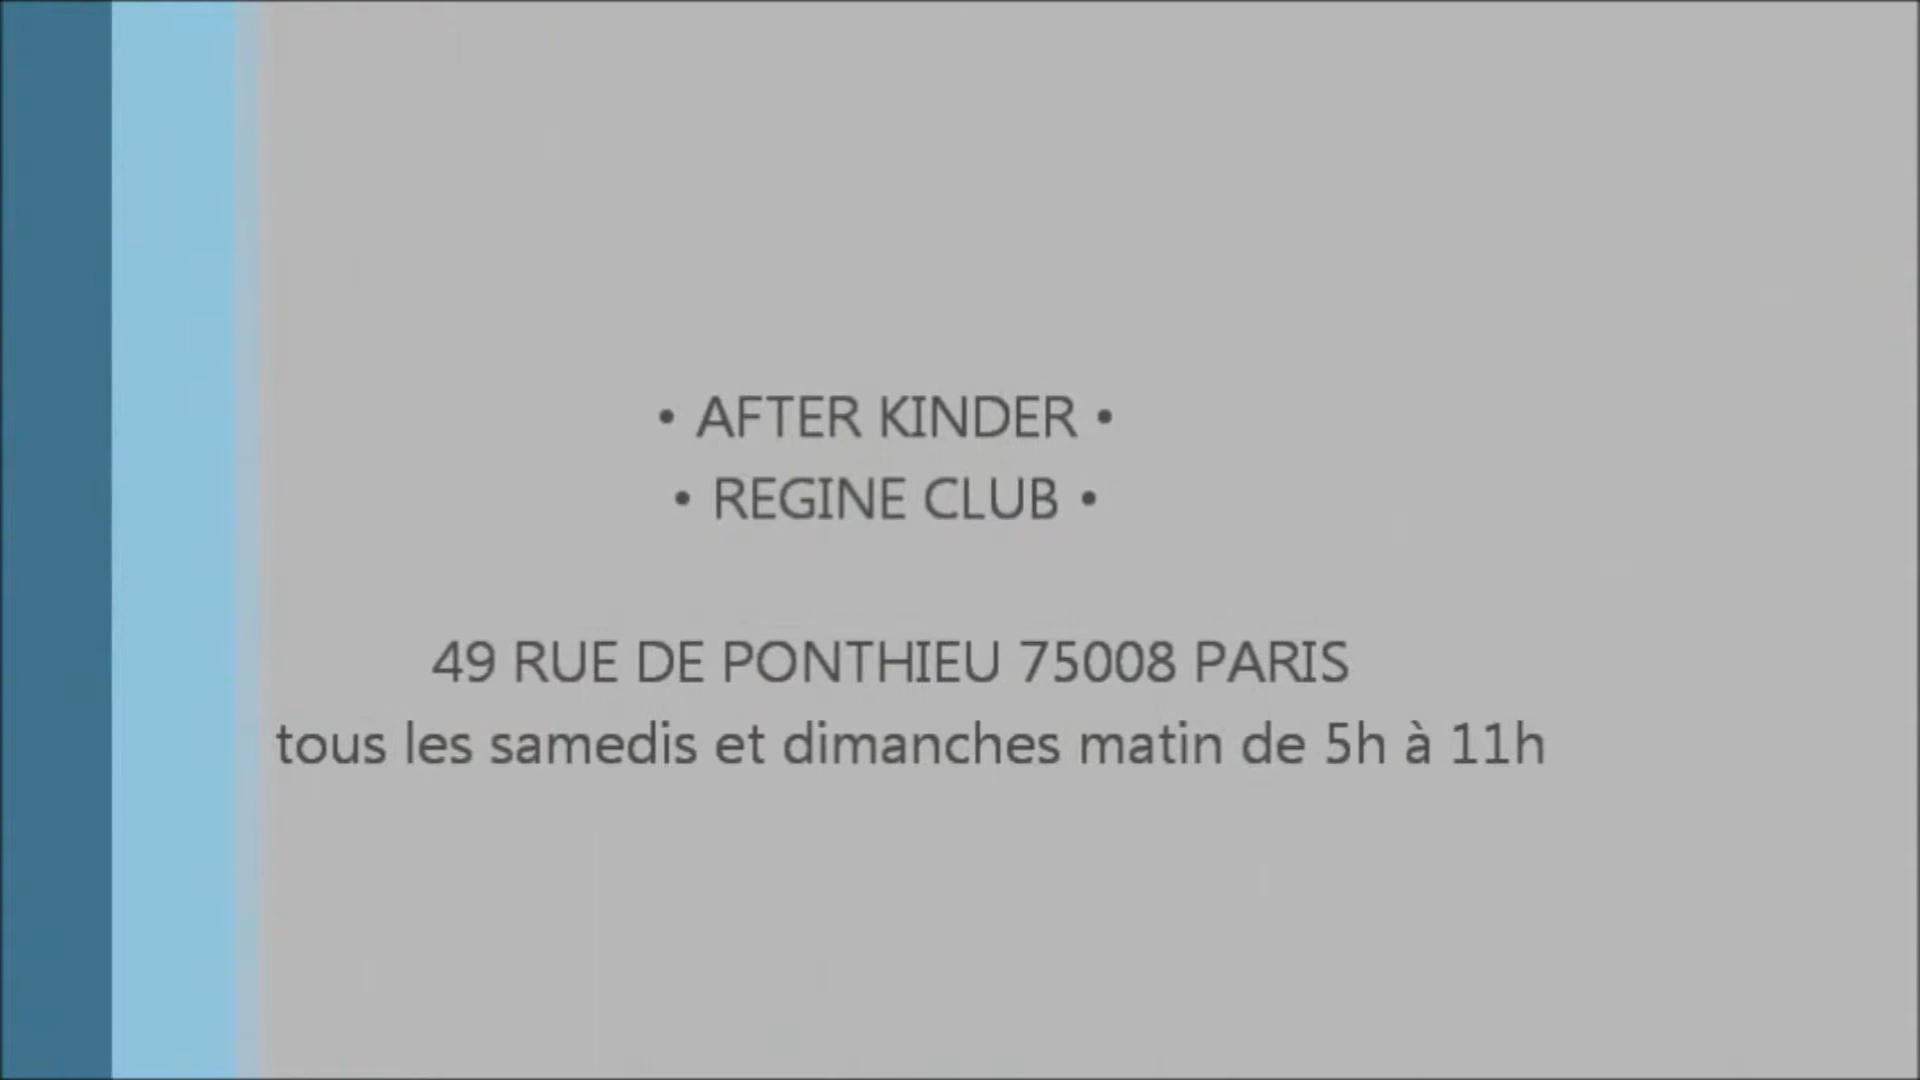 • AFTER KINDER •
• REGINE CLUB •
49 RUE DE PONTHIEU 75008 PARIS
tous les samedis et dimanches matin de 5h à 11h